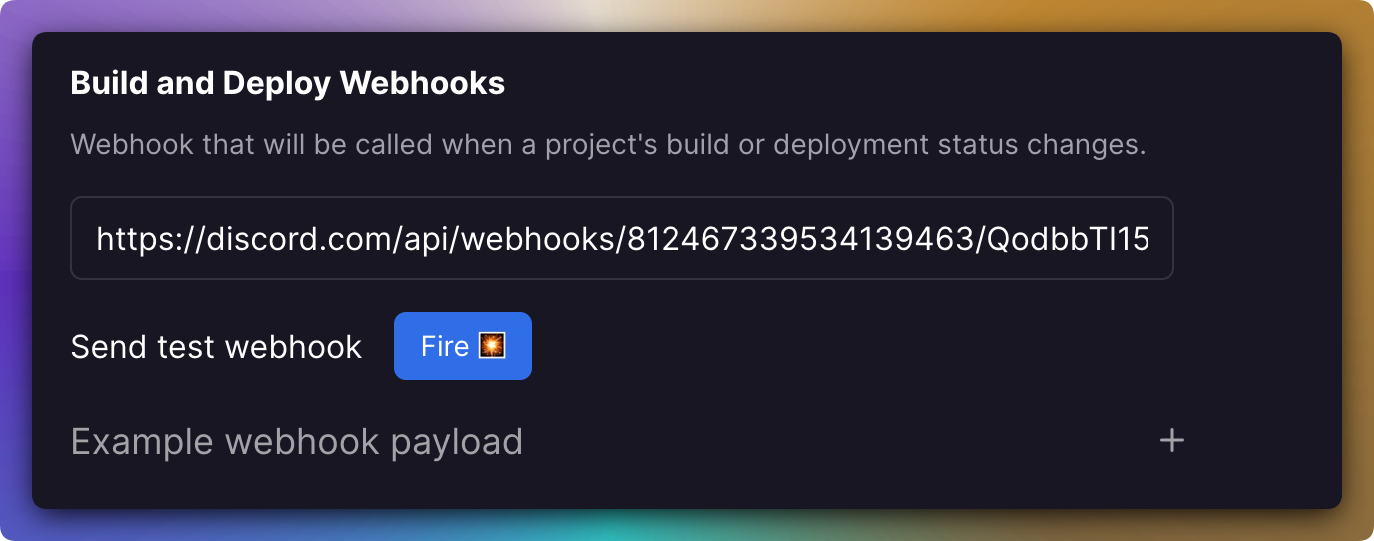 Build and Deploy Webhooks
Webhook that will be called when a project's build or deployment status changes.
https://discord.com/api/webhooks/812467339534139463/QodbbTI15
Send test webhook
Fire 💥
Example webhook payload